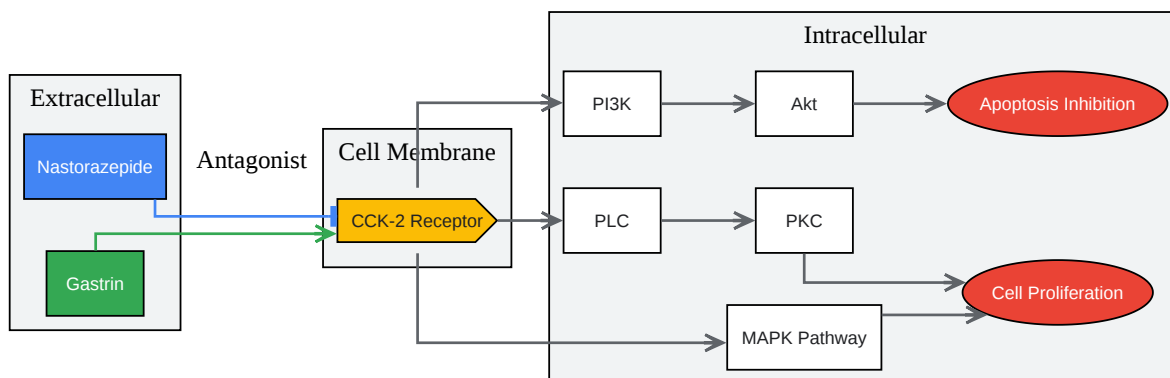 Extracellular
Nastorazepide
Gastrin
Antagonist
Cell Membrane
CCK-2 Receptor
Intracellular
PI3K
Akt
Apoptosis Inhibition
PLC
PKC
Cell Proliferation
MAPK Pathway